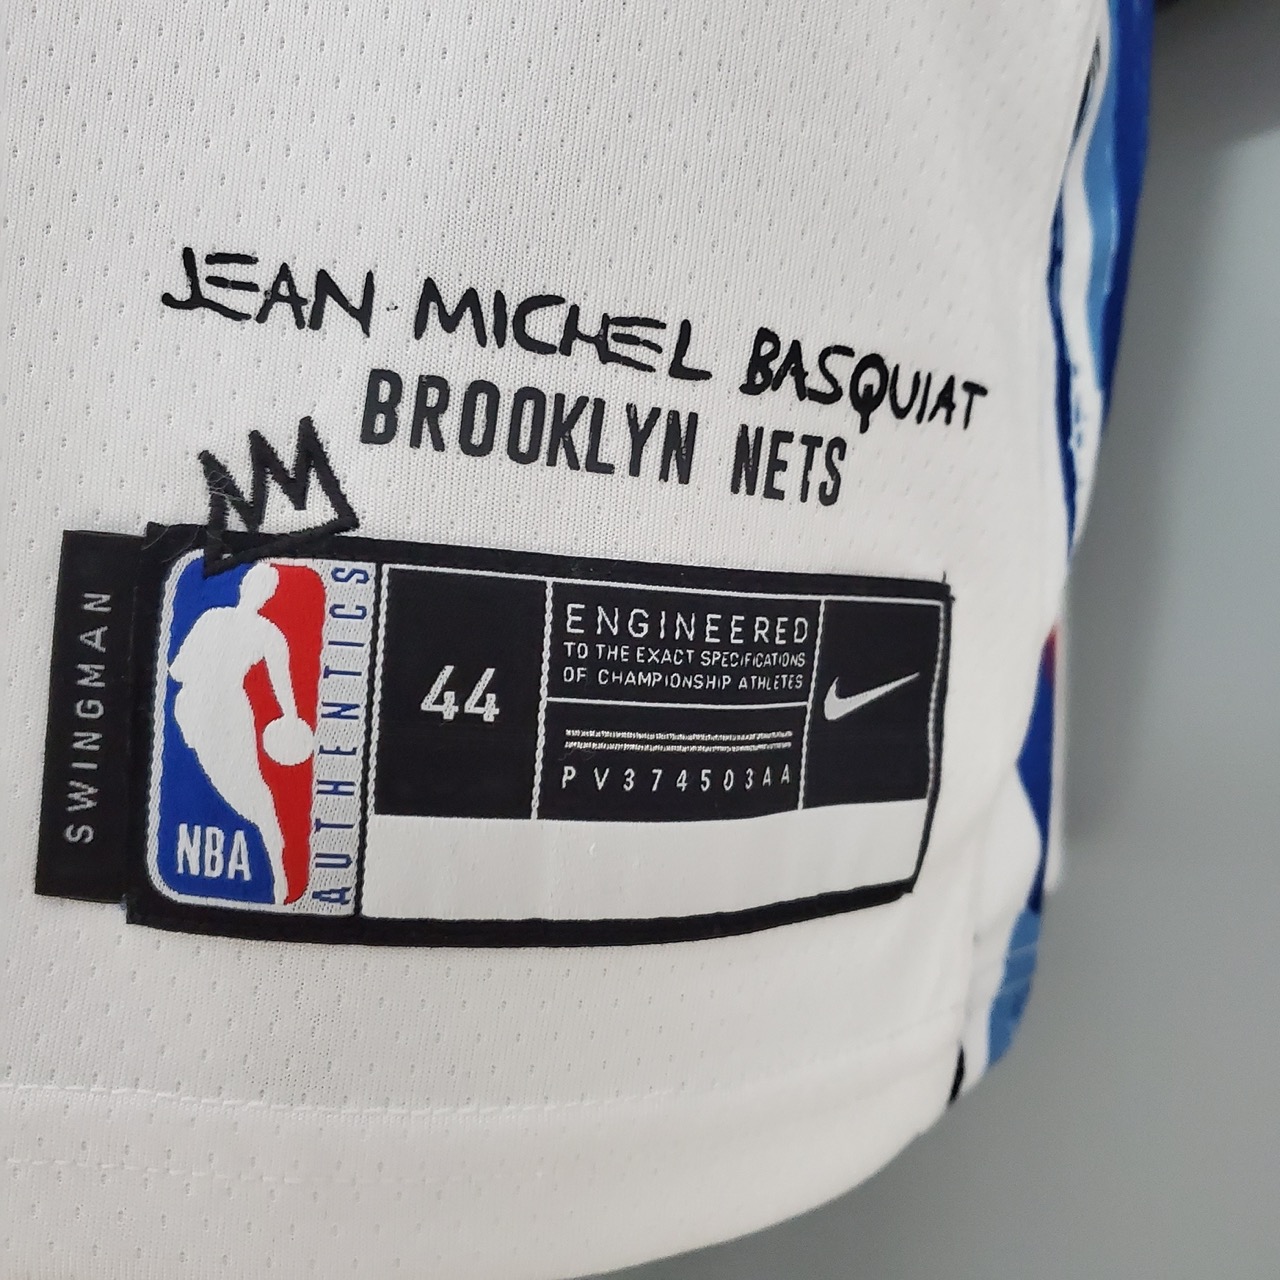 JEAN MICHEL BASQUIAT
BROOKLYN NETS
SWINGMAN
NBA
AUTHENTICS
44
ENGINEERED
TO THE EXACT SPECIFICATIONS
OF CHAMPIONSHIP ATHLETES
PV374503AA